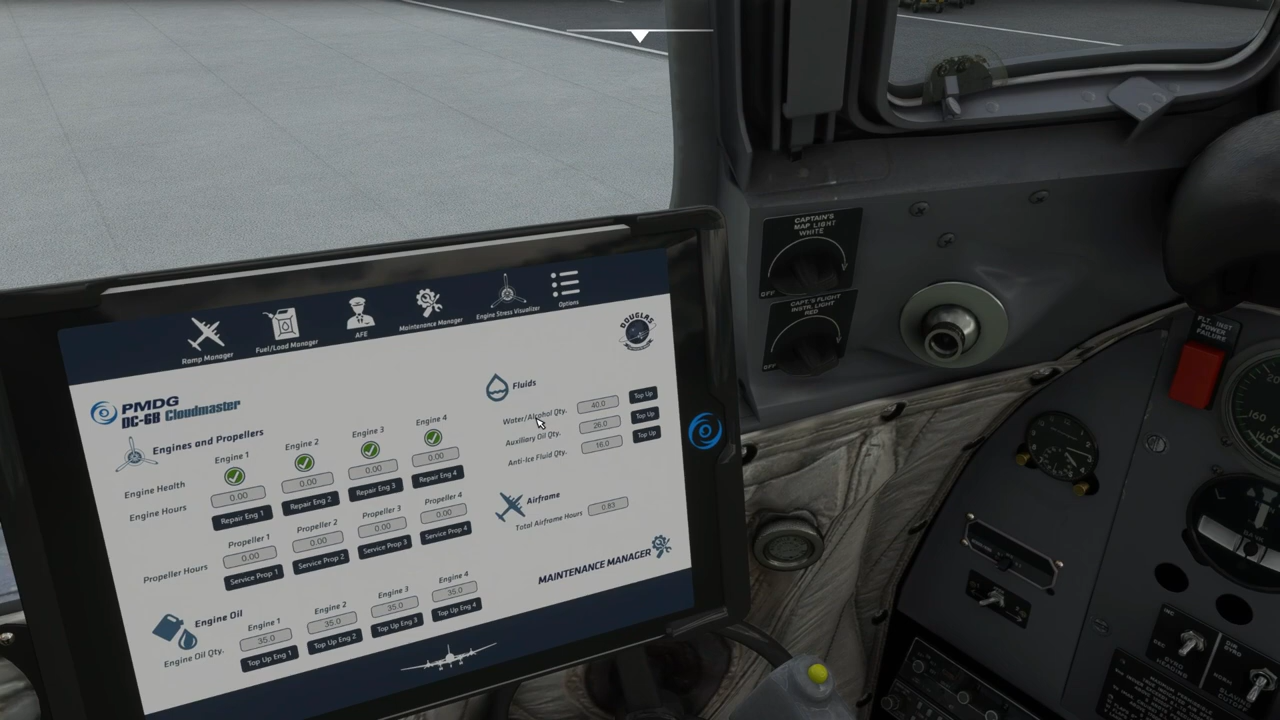 CAPTAIN'S
MAP LIGHT
WHITE
OFF
CAPT'S FLIGHT
INSTR. LIGHT
RED
OFF
FLT INST
POWER
FAILURE
Ramp Manager
Fuel/Load Manager
AFE
Maintenance Manager
Engine Stress Visualizer
Options
DOUGLAS
PMDG
DC-6B Cloudmaster
Engines and Propellers
Engine 1 Engine 2 Engine 3 Engine 4
Engine Health
Engine Hours 0.00 0.00 0.00 0.00
Repair Eng 1 Repair Eng 2 Repair Eng 3 Repair Eng 4
Propeller 1 Propeller 2 Propeller 3 Propeller 4
Propeller Hours 0.00 0.00 0.00 0.00
Service Prop 1 Service Prop 2 Service Prop 3 Service Prop 4
Engine Oil
Engine 1 Engine 2 Engine 3 Engine 4
Engine Oil Qty. 35.0 35.0 35.0 35.0
Top Up Eng 1 Top Up Eng 2 Top Up Eng 3 Top Up Eng 4
Fluids
Water/Alcohol Qty. 40.0 Top Up
Auxiliary Oil Qty. 26.0 Top Up
Anti-Ice Fluid Qty. 16.0 Top Up
Airframe
Total Airframe Hours 0.83
MAINTENANCE MANAGER
160
140